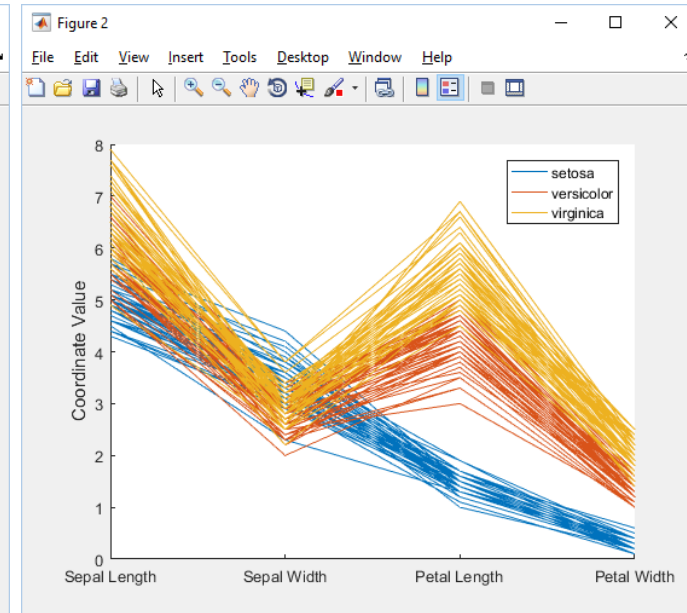 Figure 2
File Edit View Insert Tools Desktop Window Help
8
7
6
5
4
3
2
1
0
Coordinate Value
setosa
versicolor
virginica
Sepal Length Sepal Width Petal Length Petal Width